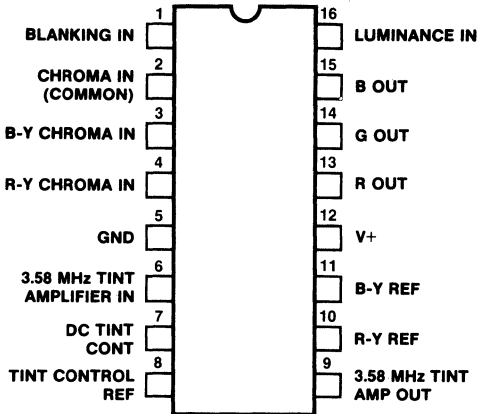 1
BLANKING IN
2
CHROMA IN
(COMMON)
3
B-Y CHROMA IN
4
R-Y CHROMA IN
5
GND
6
3.58 MHz TINT
AMPLIFIER IN
7
DC TINT
CONT
8
TINT CONTROL
REF
16
LUMINANCE IN
15
B OUT
14
G OUT
13
R OUT
12
V+
11
B-Y REF
10
R-Y REF
9
3.58 MHz TINT
AMP OUT